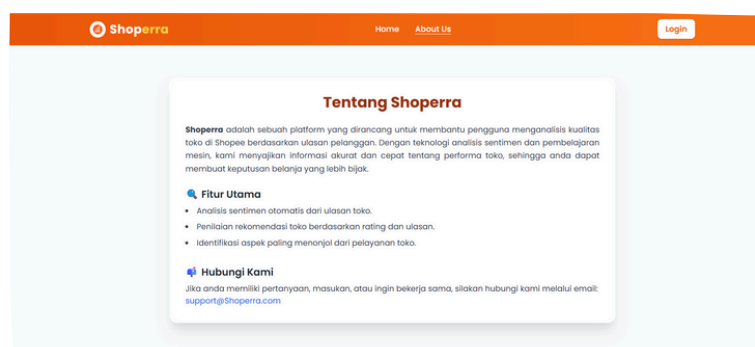 Shoperra
Home About Us
Login
Tentang Shoperra
Shoperra adalah sebuah platform yang dirancang untuk membantu pengguna menganalisis kualitas
toko di Shopee berdasarkan ulasan pelanggan. Dengan teknologi analisis sentimen dan pembelajaran
mesin, kami menyajikan informasi akurat dan cepat tentang performa toko, sehingga anda dapat
membuat keputusan belanja yang lebih bijak.
Fitur Utama
• Analisis sentimen otomatis dari ulasan toko.
• Penilaian rekomendasi toko berdasarkan rating dan ulasan.
• Identifikasi aspek paling menonjol dari pelayanan toko.
Hubungi Kami
Jika anda memiliki pertanyaan, masukan, atau ingin bekerja sama, silakan hubungi kami melalui email:
support@Shoperra.com